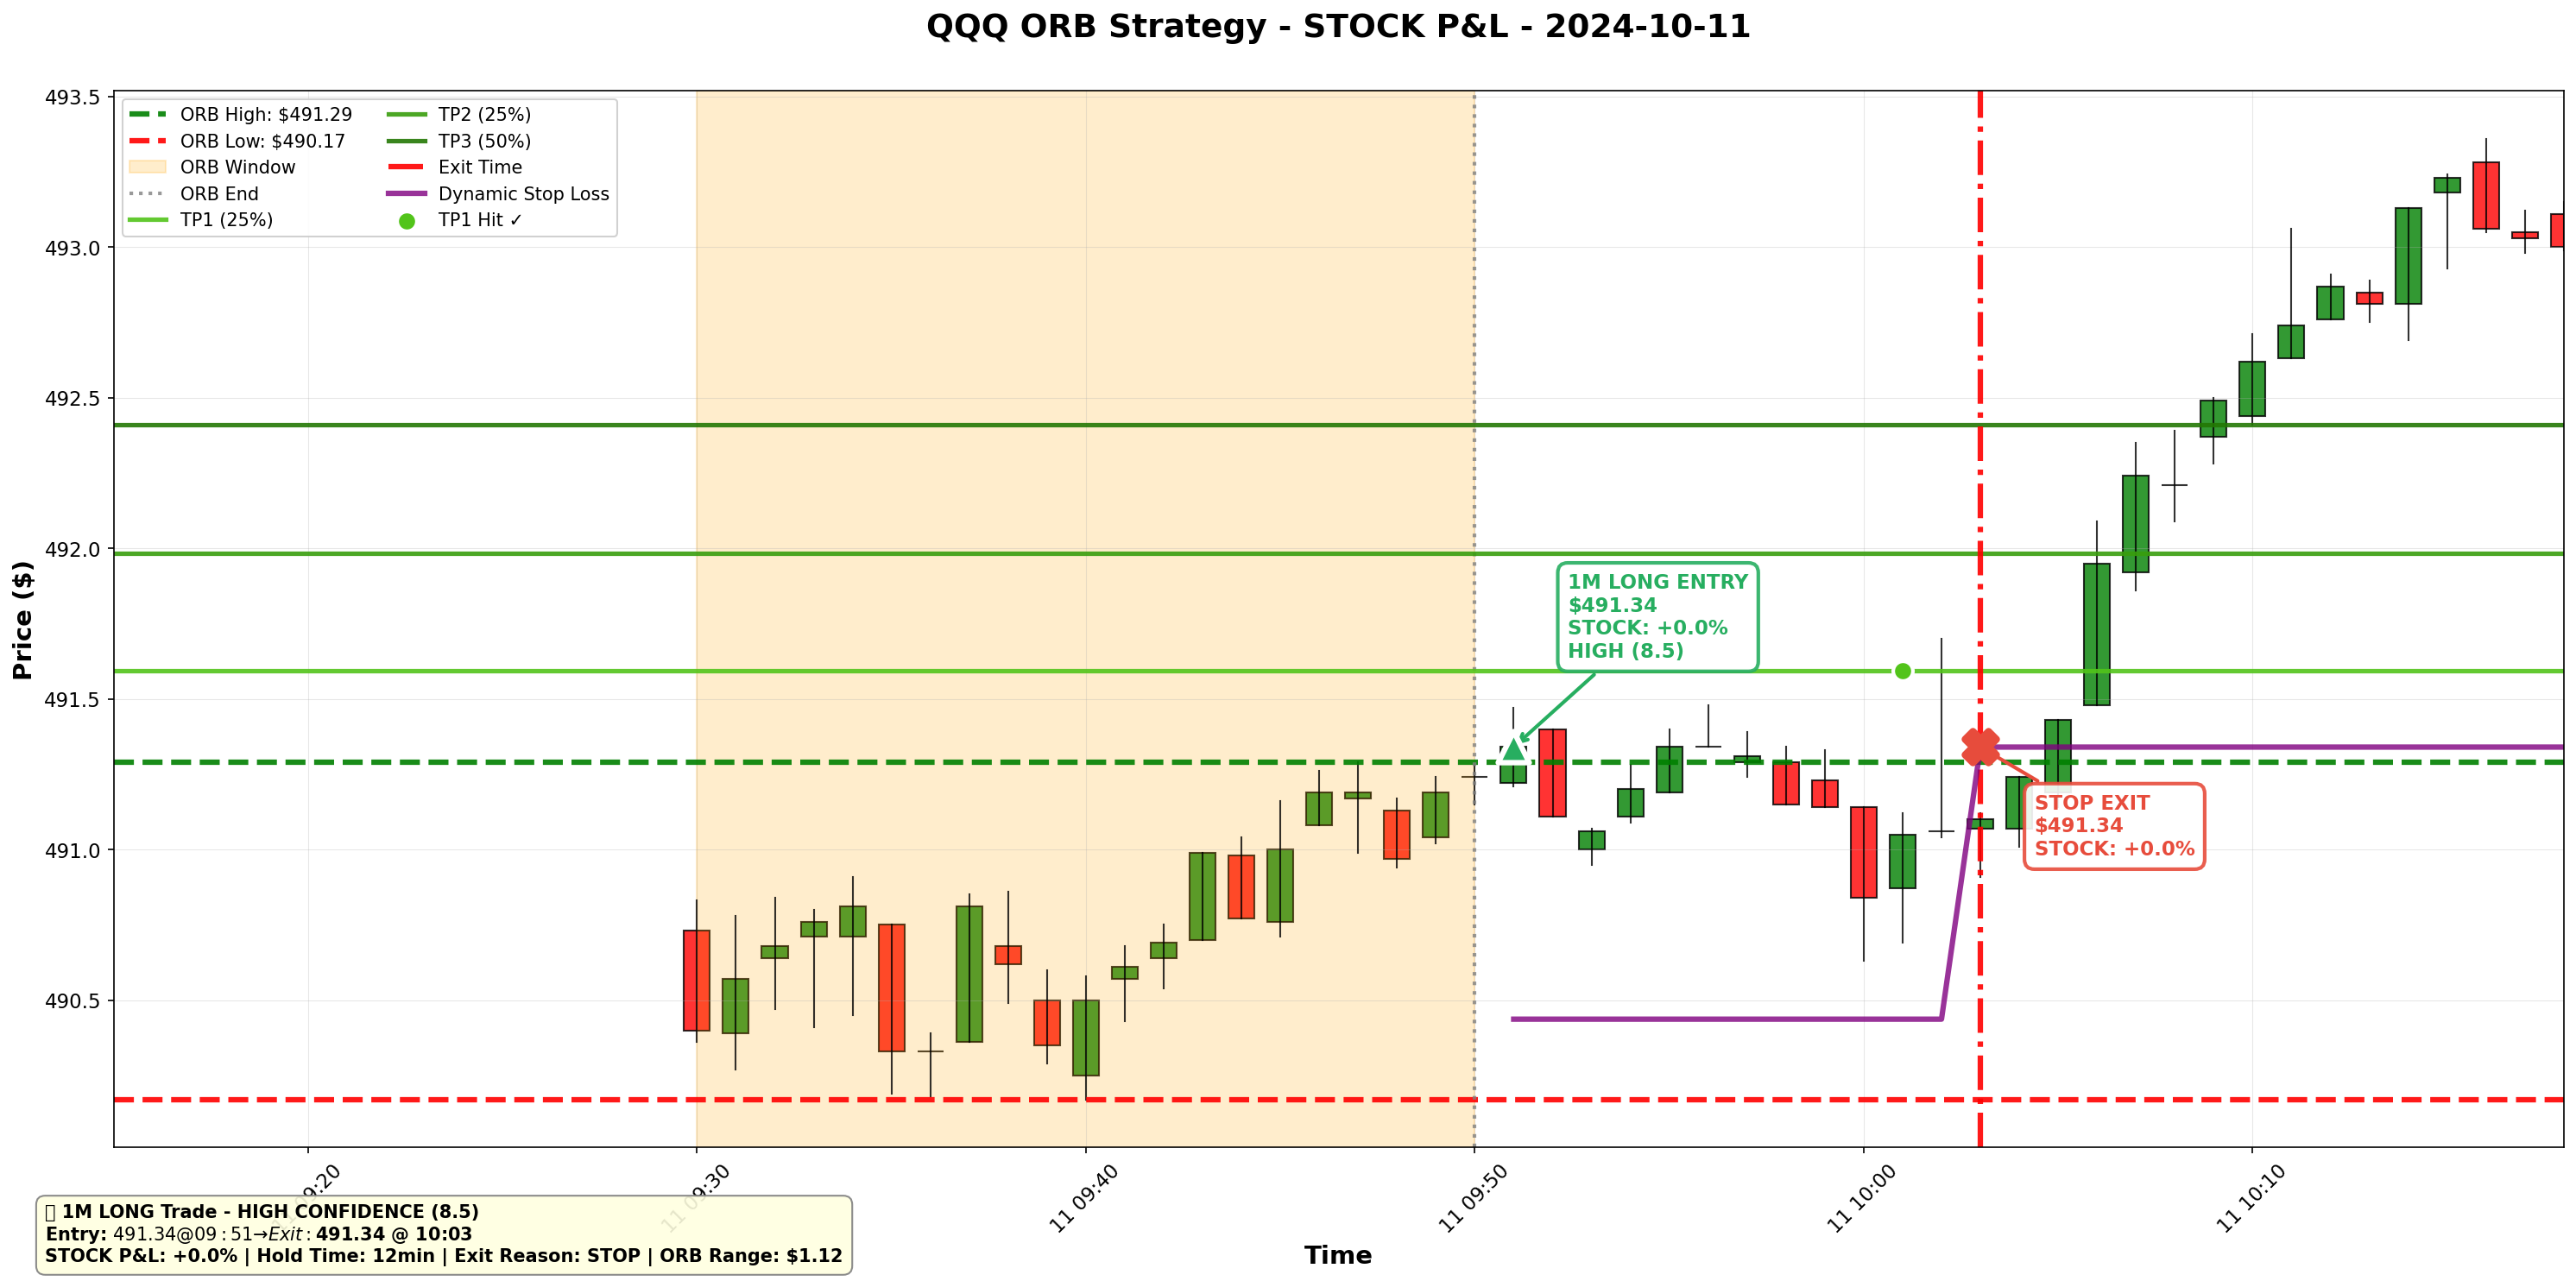 QQQ ORB Strategy - STOCK P&L - 2024-10-11
ORB High: $491.29
ORB Low: $490.17
ORB Window
ORB End
TP1 (25%)
TP2 (25%)
TP3 (50%)
Exit Time
Dynamic Stop Loss
TP1 Hit ✓
Price ($)
493.5
493.0
492.5
492.0
491.5
491.0
490.5
1M LONG ENTRY
$491.34
STOCK: +0.0%
HIGH (8.5)
STOP EXIT
$491.34
STOCK: +0.0%
11 09:20
11 09:30
11 09:40
11 09:50
11 10:00
11 10:10
Time
1M LONG Trade - HIGH CONFIDENCE (8.5)
Entry: 491.34@09:51→Exit:491.34 @ 10:03
STOCK P&L: +0.0% | Hold Time: 12min | Exit Reason: STOP | ORB Range: $1.12